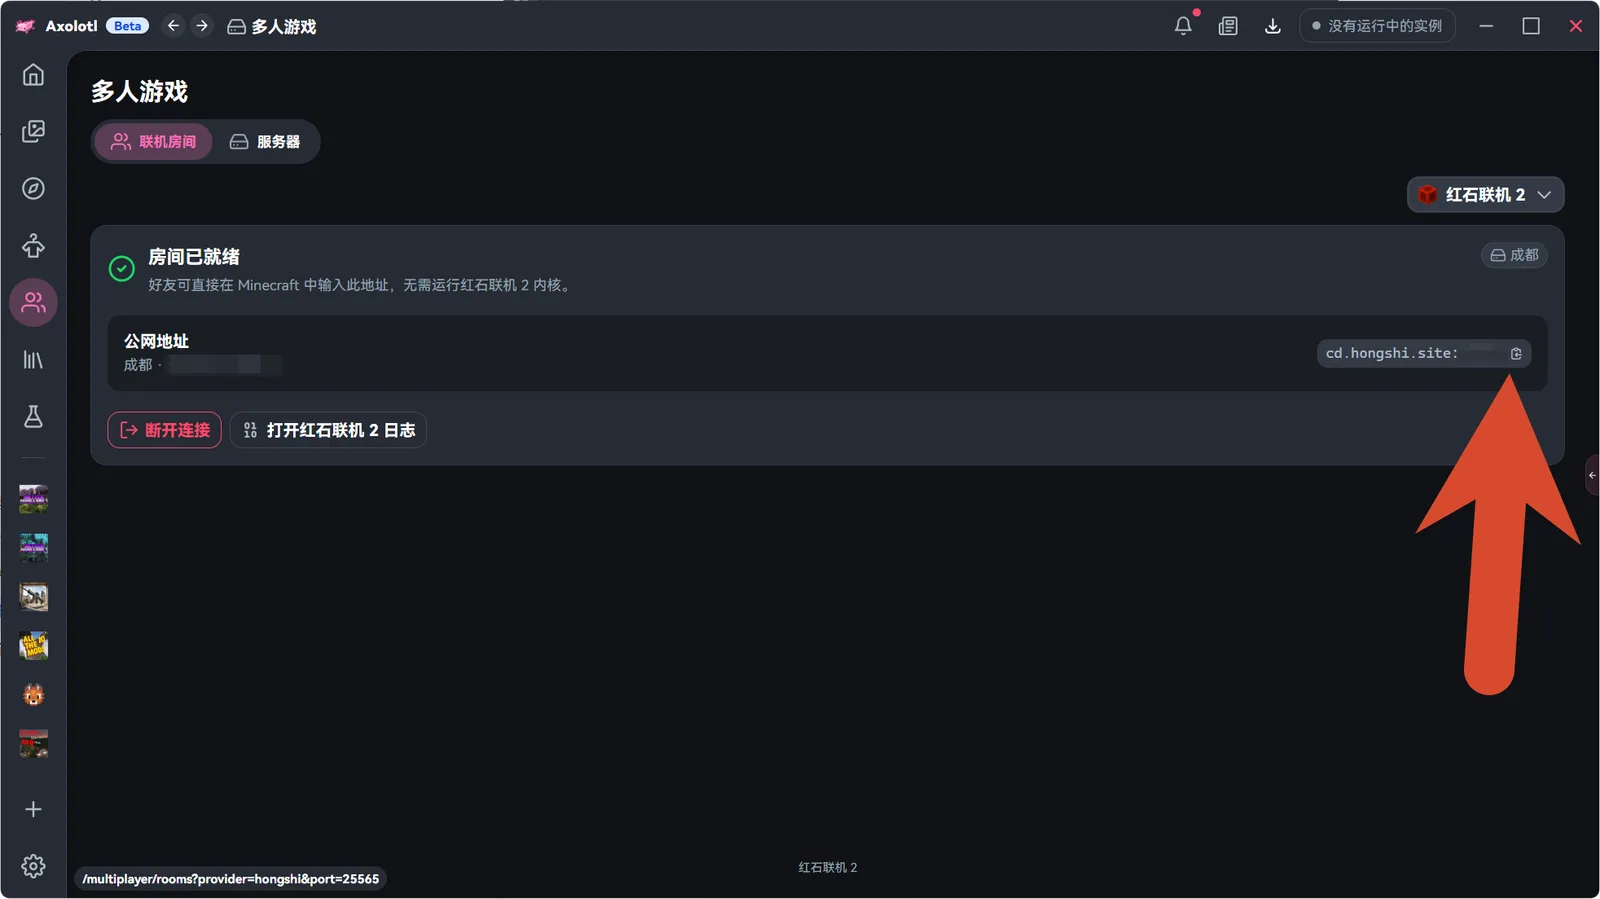 Axolotl Beta 多人游戏 没有运行中的实例
多人游戏
联机房间 服务器
红石联机 2
房间已就绪
成都
好友可直接在 Minecraft 中输入此地址，无需运行红石联机 2 内核。
公网地址
成都 ·
cd.hongshi.site:
断开连接 打开红石联机 2 日志
ALL THE MODS 10
红石联机 2
/multiplayer/rooms?provider=hongshi&port=25565